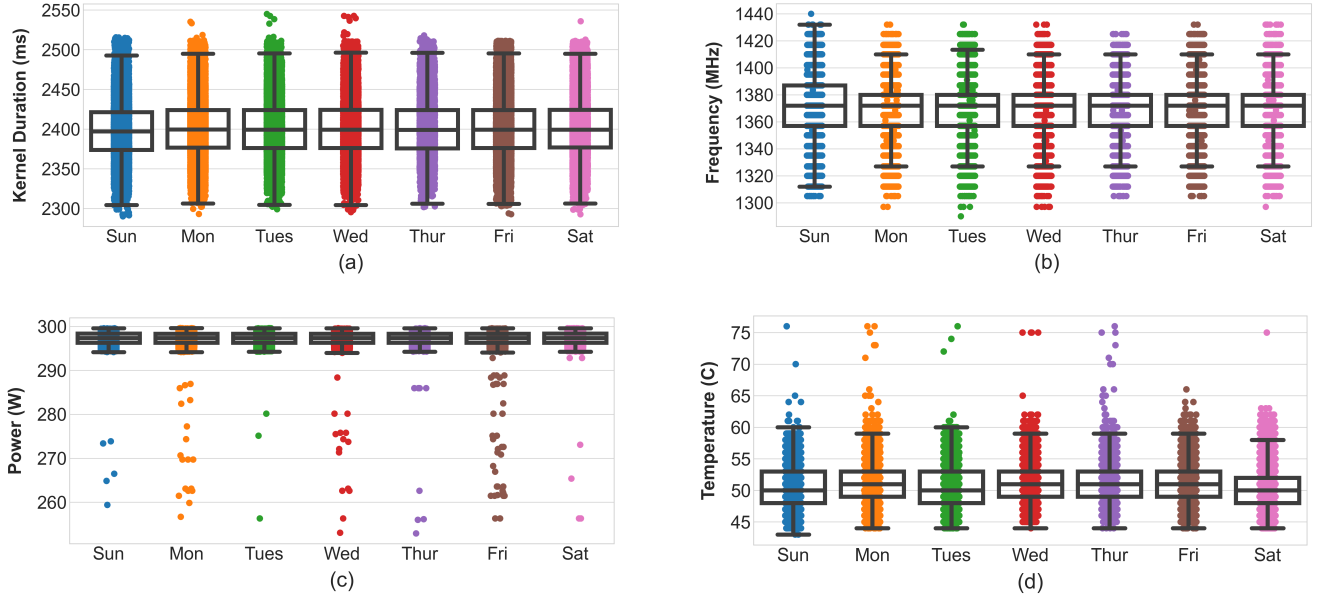 Kernel Duration (ms)
2550
2500
2450
2400
2350
2300
Sun Mon Tues Wed Thur Fri Sat
(a)
Frequency (MHz)
1440
1420
1400
1380
1360
1340
1320
1300
Sun Mon Tues Wed Thur Fri Sat
(b)
Power (W)
300
290
280
270
260
Sun Mon Tues Wed Thur Fri Sat
(c)
Temperature (C)
75
70
65
60
55
50
45
Sun Mon Tues Wed Thur Fri Sat
(d)